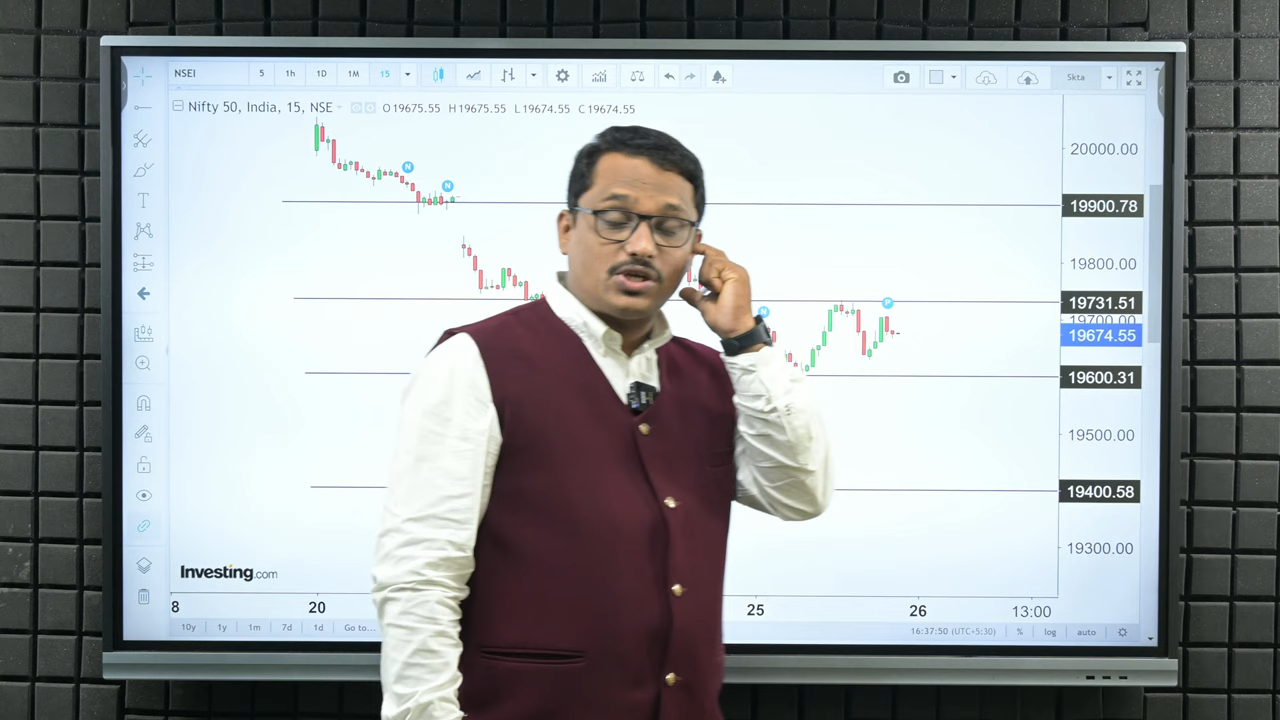 NSEI 5 1h 1D 1M 15 Skta
Nifty 50, India, 15, NSE O 19675.55 H 19675.55 L 19674.55 C 19674.55
N
N
N
P
20000.00
19900.78
19800.00
19731.51
19700.00
19674.55
19600.31
19500.00
19400.58
19300.00
Investing.com
8 20 25 26 13:00
10y 1y 1m 7d 1d Go to... 16:37:50 (UTC+5:30) % log auto